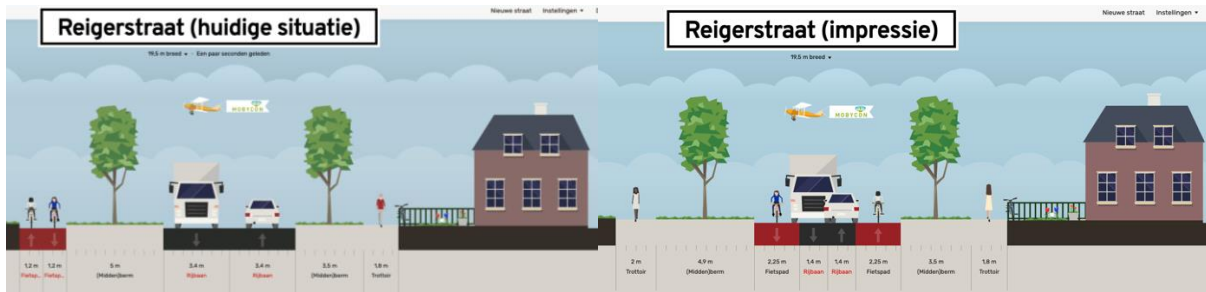 Nieuwe straat Instellingen
Reigerstraat (huidige situatie)
19,5 m breed · Een paar seconden geleden
MOBYCON
1,2 m 1,2 m 5 m 3.4 m 3.4 m 3.5 m 1,8 m
Fietsp... Fietsp... (Midden)berm Rijbaan Rijbaan (Midden)berm Trottoir
Nieuwe straat Instellingen
Reigerstraat (impressie)
19,5 m breed
MOBYCON
2 m 4,9 m 2,25 m 1.4 m 1.4 m 2,25 m 3.5 m 1,8 m
Trottoir (Midden)berm Fietspad Rijbaan Rijbaan Fietspad (Midden)berm Trottoir